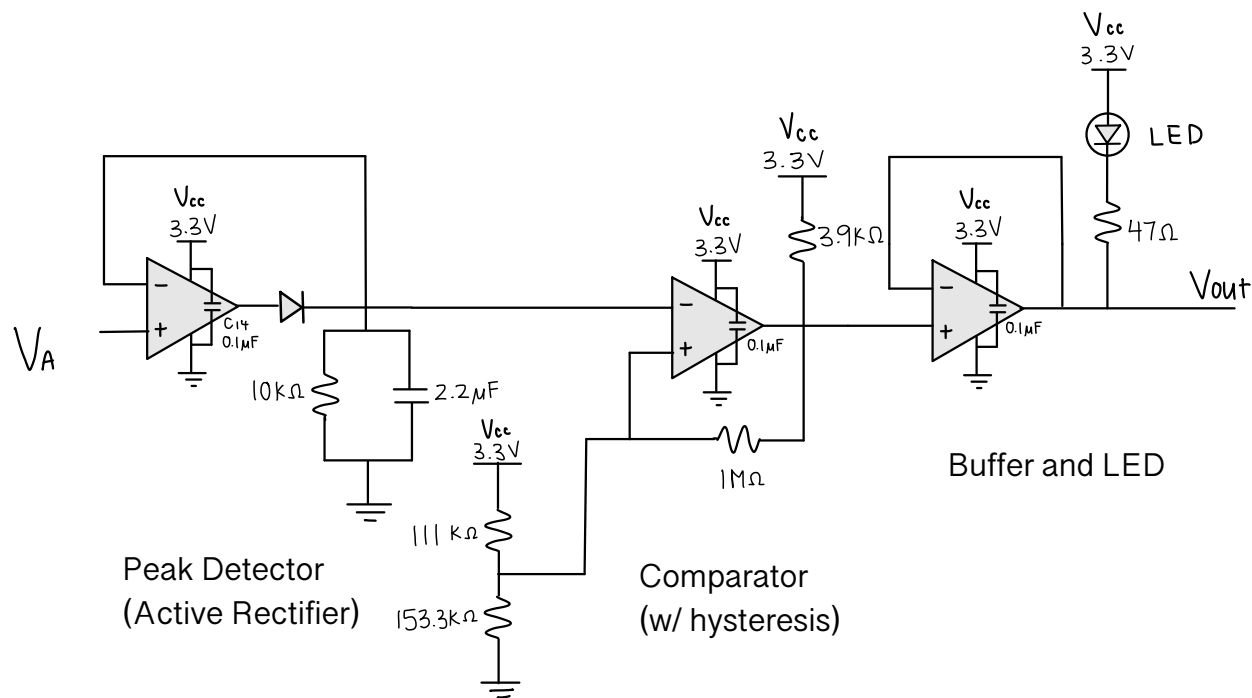 Vcc
3.3V
LED
47Ω
Vout
Vcc
3.3V
3.9kΩ
Vcc
3.3V
-
+
C14
0.1μF
VA
Vcc
3.3V
-
+
0.1μF
Vcc
3.3V
-
+
0.1μF
10kΩ
2.2μF
1MΩ
Vcc
3.3V
111 kΩ
153.3kΩ
Peak Detector
(Active Rectifier)
Comparator
(w/ hysteresis)
Buffer and LED